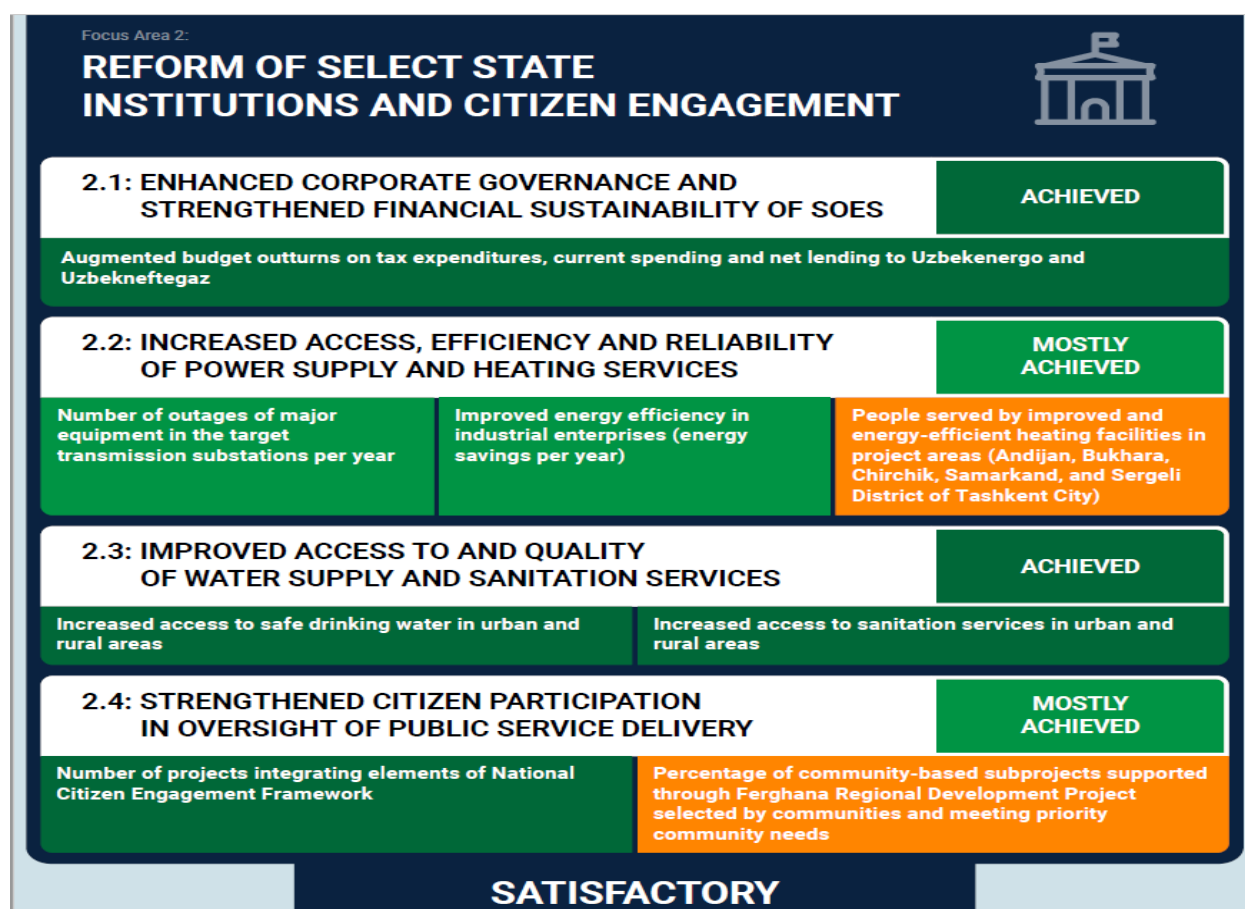 Focus Area 2:
REFORM OF SELECT STATE
INSTITUTIONS AND CITIZEN ENGAGEMENT
2.1: ENHANCED CORPORATE GOVERNANCE AND
STRENGTHENED FINANCIAL SUSTAINABILITY OF SOES
ACHIEVED
Augmented budget outturns on tax expenditures, current spending and net lending to Uzbekenergo and
Uzbekneftegaz
2.2: INCREASED ACCESS, EFFICIENCY AND RELIABILITY
OF POWER SUPPLY AND HEATING SERVICES
MOSTLY
ACHIEVED
Number of outages of major
equipment in the target
transmission substations per year
Improved energy efficiency in
industrial enterprises (energy
savings per year)
People served by improved and
energy-efficient heating facilities in
project areas (Andijan, Bukhara,
Chirchik, Samarkand, and Sergeli
District of Tashkent City)
2.3: IMPROVED ACCESS TO AND QUALITY
OF WATER SUPPLY AND SANITATION SERVICES
ACHIEVED
Increased access to safe drinking water in urban and
rural areas
Increased access to sanitation services in urban and
rural areas
2.4: STRENGTHENED CITIZEN PARTICIPATION
IN OVERSIGHT OF PUBLIC SERVICE DELIVERY
MOSTLY
ACHIEVED
Number of projects integrating elements of National
Citizen Engagement Framework
Percentage of community-based subprojects supported
through Ferghana Regional Development Project
selected by communities and meeting priority
community needs
SATISFACTORY